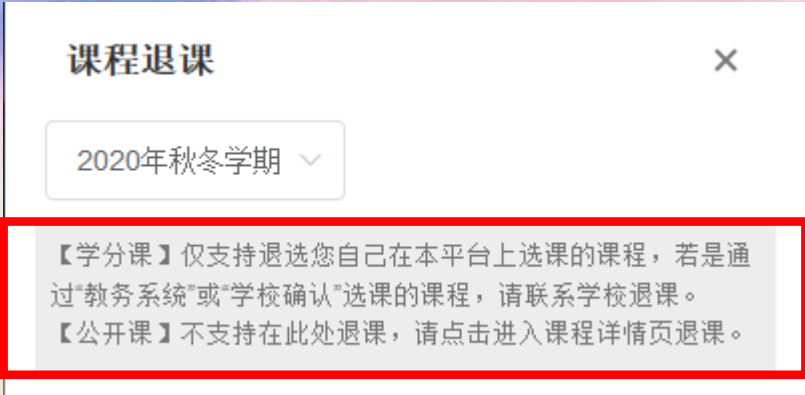 课程退课
2020年秋冬学期
【学分课】仅支持退选您自己在本平台上选课的课程，若是通
过“教务系统”或“学校确认”选课的课程，请联系学校退课。
【公开课】不支持在此处退课，请点击进入课程详情页退课。